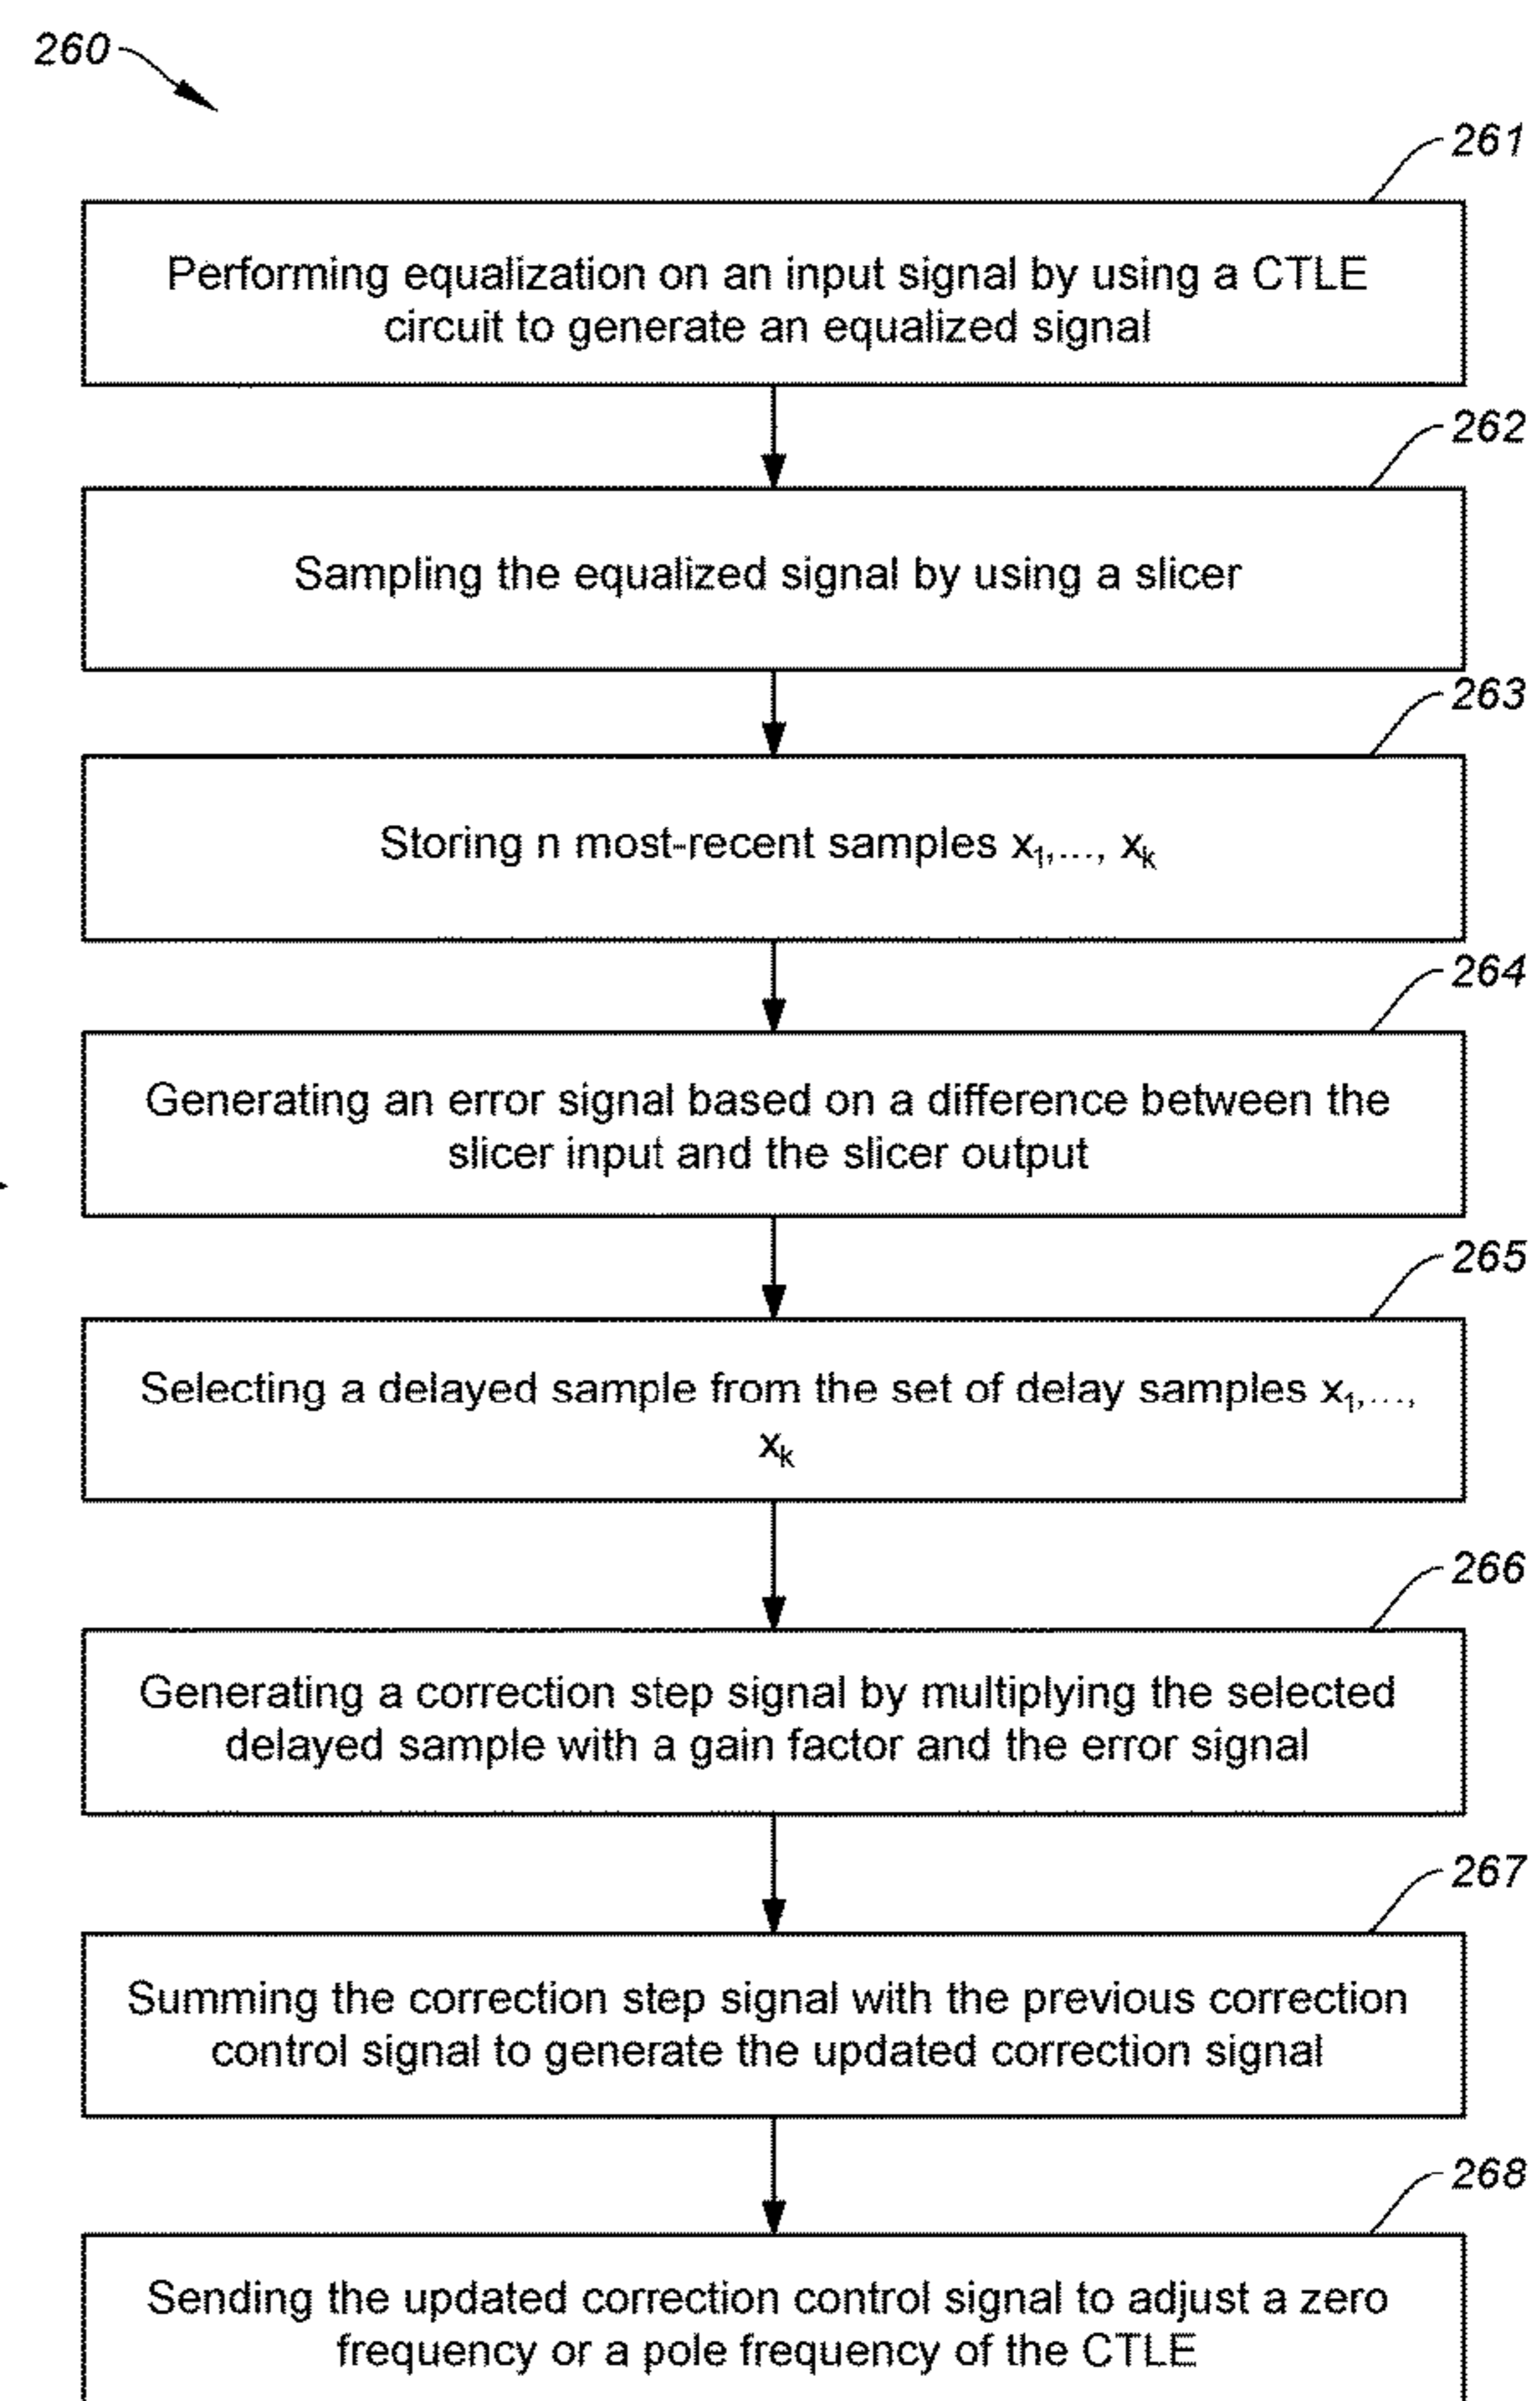 260
261
Performing equalization on an input signal by using a CTLE
circuit to generate an equalized signal
262
Sampling the equalized signal by using a slicer
263
Storing n most-recent samples x₁,..., xₖ
264
Generating an error signal based on a difference between the
slicer input and the slicer output
265
Selecting a delayed sample from the set of delay samples x₁,...,
xₖ
266
Generating a correction step signal by multiplying the selected
delayed sample with a gain factor and the error signal
267
Summing the correction step signal with the previous correction
control signal to generate the updated correction signal
268
Sending the updated correction control signal to adjust a zero
frequency or a pole frequency of the CTLE